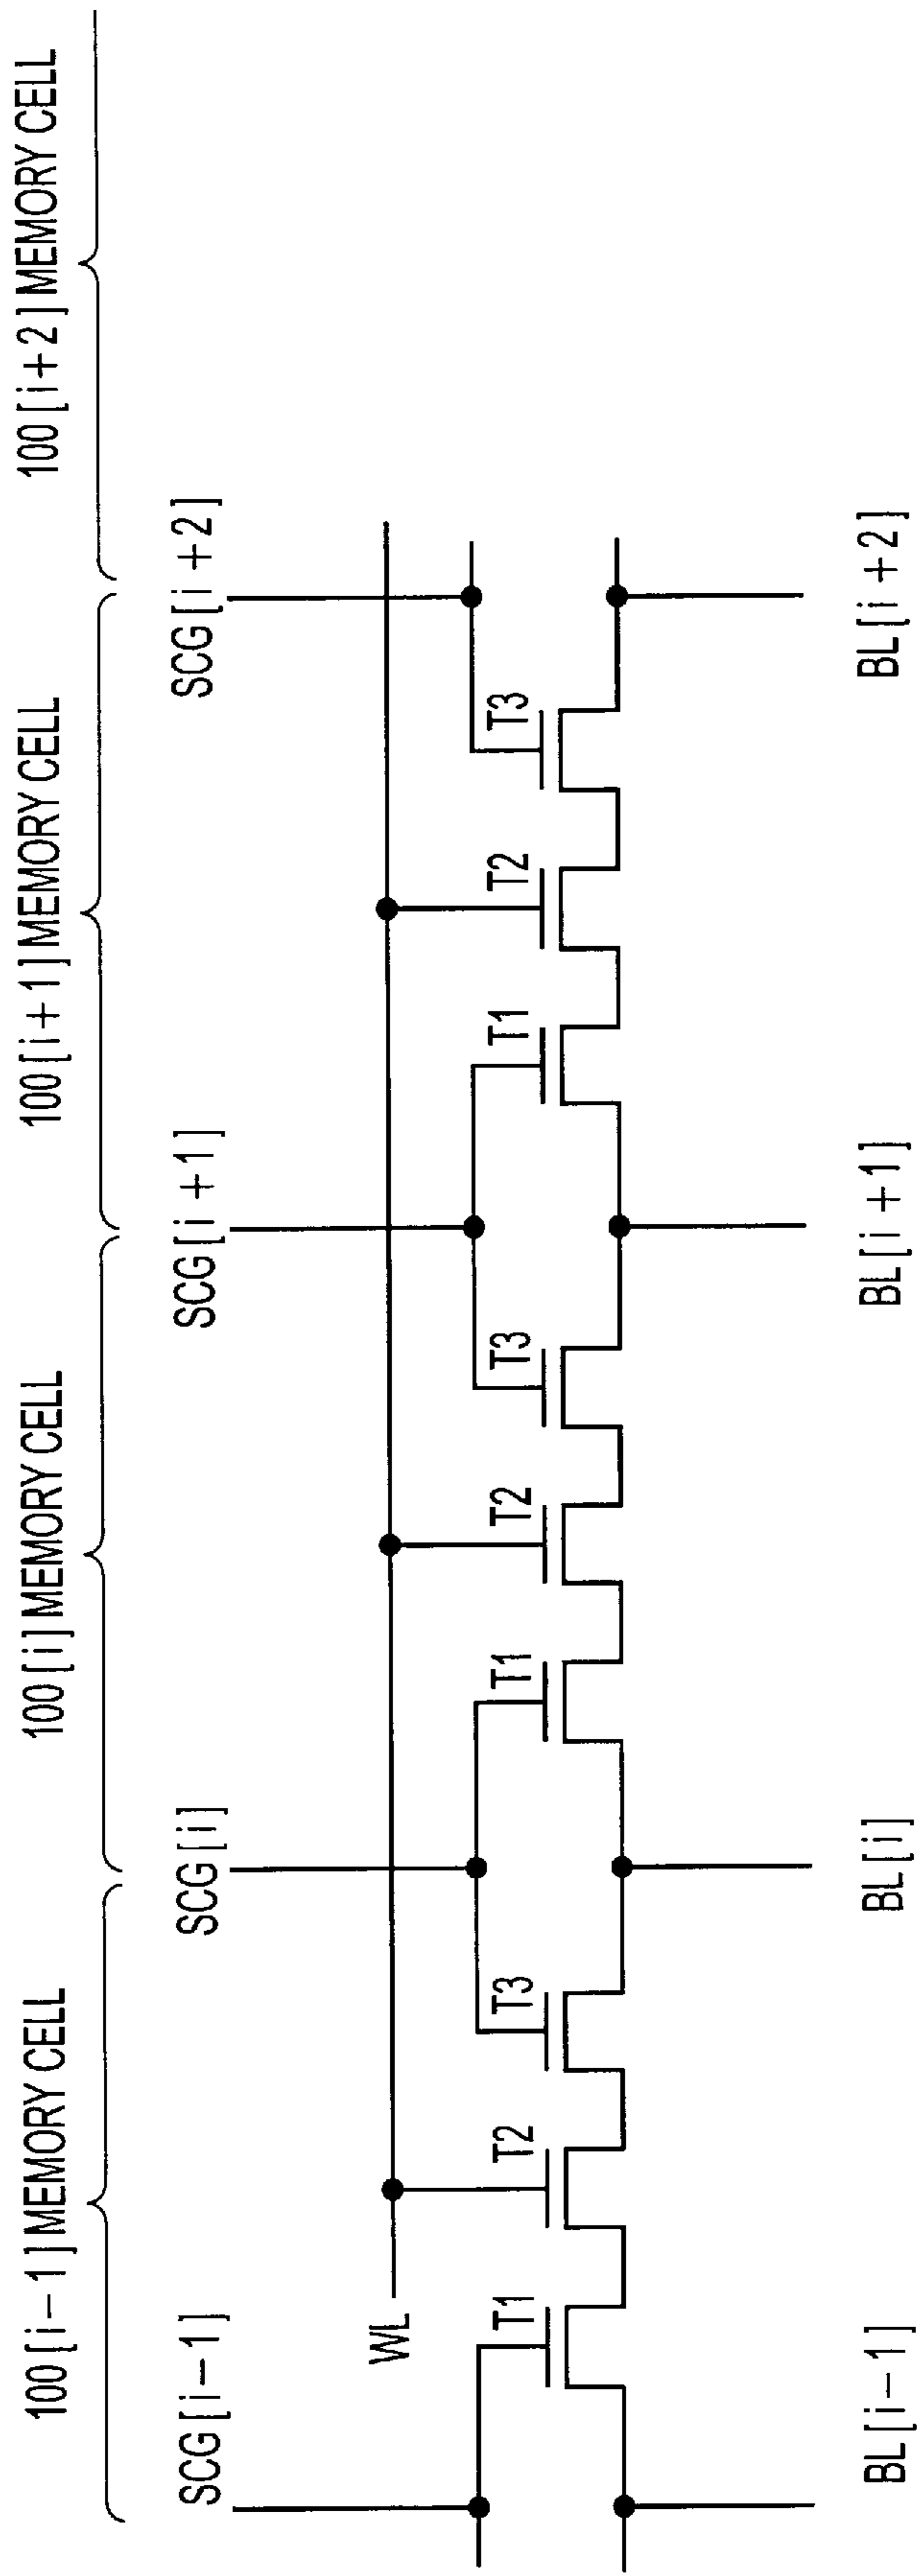 100[i-1]MEMORY CELL
100[i]MEMORY CELL
100[i+1]MEMORY CELL
100[i+2]MEMORY CELL
SCG[i-1]
SCG[i]
SCG[i+1]
SCG[i+2]
WL
T1
T2
T3
T1
T2
T3
T1
T2
T3
BL[i-1]
BL[i]
BL[i+1]
BL[i+2]